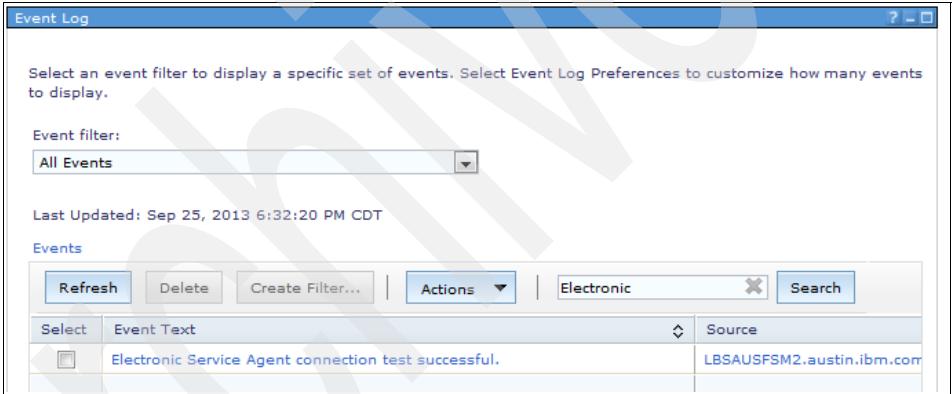 Event Log ? – □
Select an event filter to display a specific set of events. Select Event Log Preferences to customize how many events
to display.
Event filter:
All Events
Last Updated: Sep 25, 2013 6:32:20 PM CDT
Events
Refresh Delete Create Filter... | Actions | Electronic Search
Select Event Text Source
Electronic Service Agent connection test successful. LBSAUSFSM2.austin.ibm.com